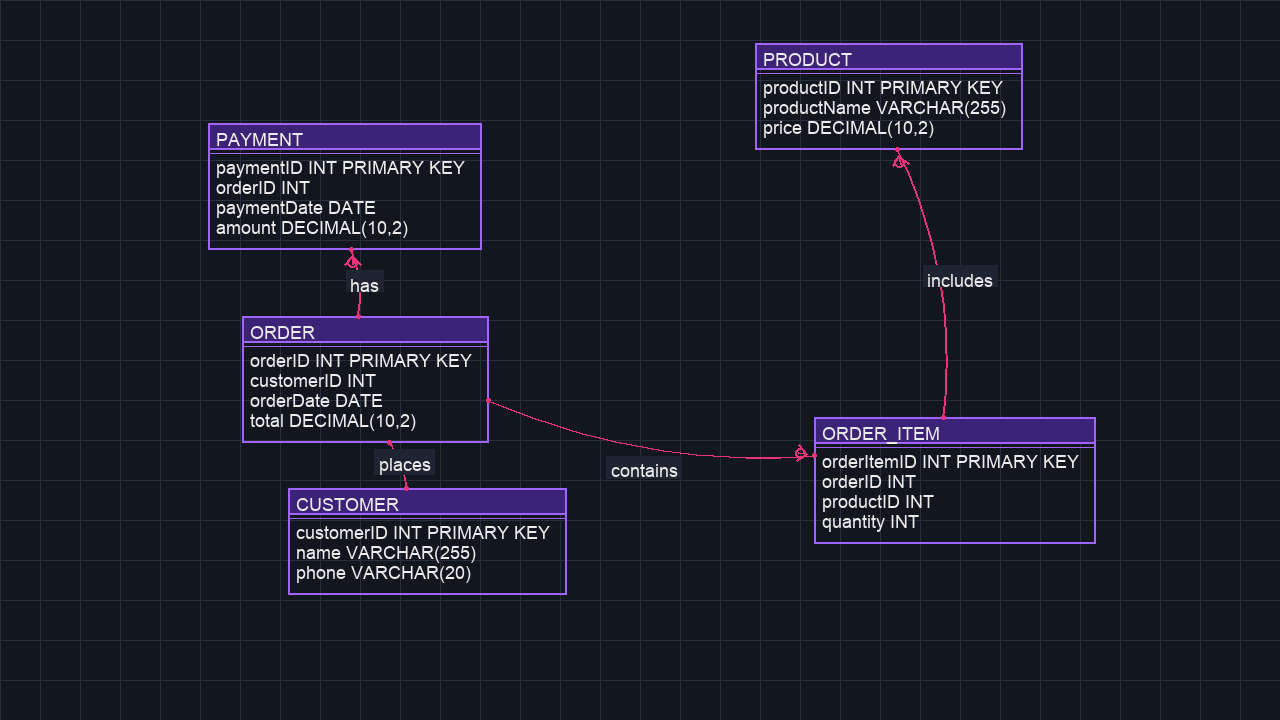 PRODUCT
productID INT PRIMARY KEY
productName VARCHAR(255)
price DECIMAL(10,2)
PAYMENT
paymentID INT PRIMARY KEY
orderID INT
paymentDate DATE
amount DECIMAL(10,2)
has
includes
ORDER
orderID INT PRIMARY KEY
customerID INT
orderDate DATE
total DECIMAL(10,2)
places
contains
ORDER_ITEM
orderItemID INT PRIMARY KEY
orderID INT
productID INT
quantity INT
CUSTOMER
customerID INT PRIMARY KEY
name VARCHAR(255)
phone VARCHAR(20)